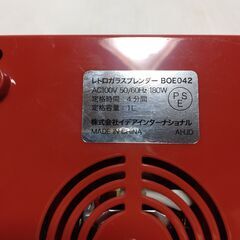 レトロガラスブレンダー BOE042
AC100V 50/60Hz 180W
定格時間：4分間
定格容量：1L
PSE
株式会社イデアインターナショナル
MADE IN CHINA AHJD